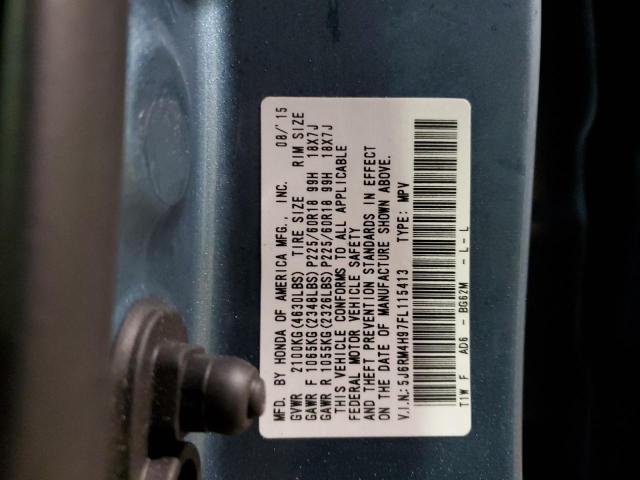 MFD. BY HONDA OF AMERICA MFG., INC. 08/'15
GVWR 2100KG(4630LBS) TIRE SIZE RIM SIZE
GAWR F 1065KG(2348LBS) P225/60R18 99H 18X7J
GAWR R 1055KG(2326LBS) P225/60R18 99H 18X7J
THIS VEHICLE CONFORMS TO ALL APPLICABLE
FEDERAL MOTOR VEHICLE SAFETY
AND THEFT PREVENTION STANDARDS IN EFFECT
ON THE DATE OF MANUFACTURE SHOWN ABOVE.
V.I.N.: 5J6RM4H97FL115413 TYPE: MPV
T1W F AD6 - BG62M - L - L